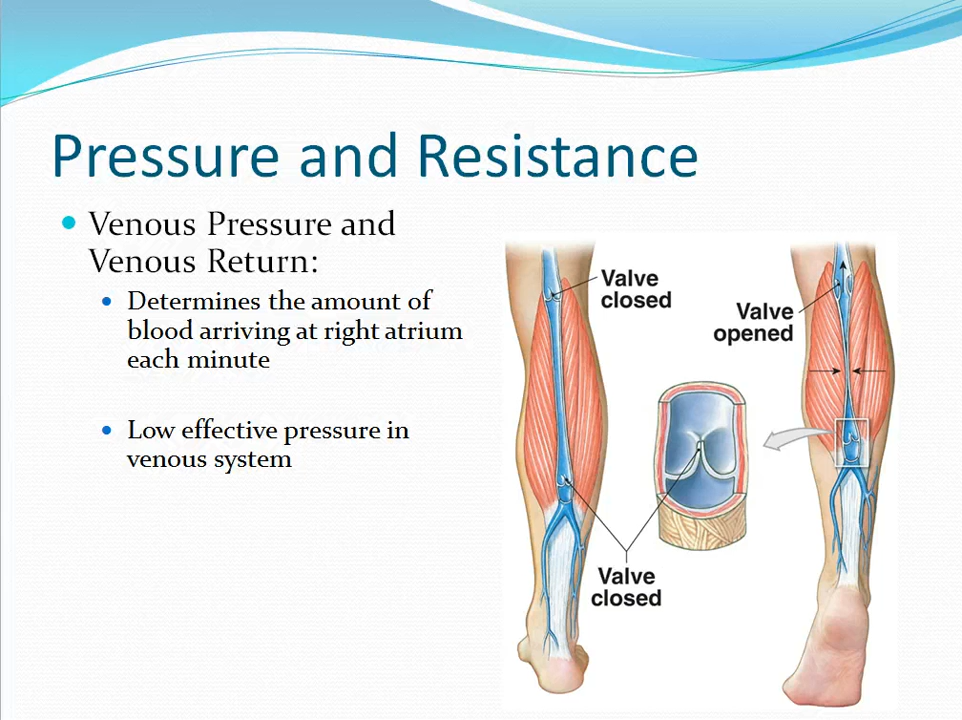 Pressure and Resistance
Venous Pressure and
Venous Return:
Determines the amount of
blood arriving at right atrium
each minute
Low effective pressure in
venous system
Valve
closed
Valve
opened
Valve
closed